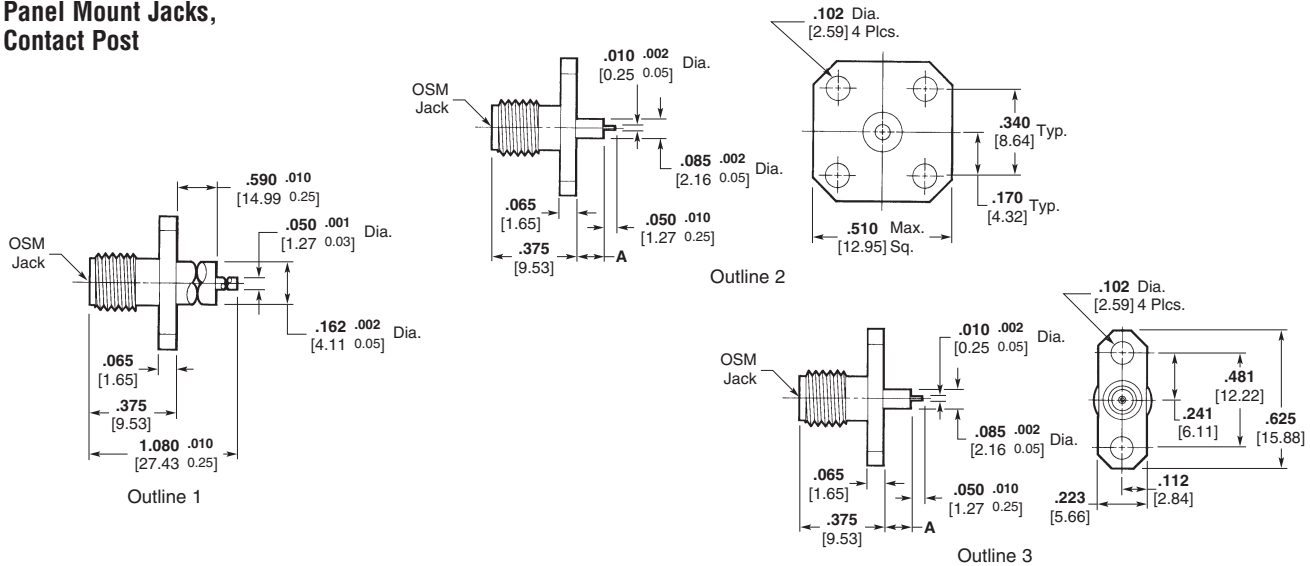 Panel Mount Jacks,
Contact Post
OSM
Jack
.590 .010
[14.99 0.25]
.050 .001 Dia.
[1.27 0.03]
.162 .002 Dia.
[4.11 0.05]
.065
[1.65]
.375
[9.53]
1.080 .010
[27.43 0.25]
Outline 1
OSM
Jack
.010 .002 Dia.
[0.25 0.05]
.085 .002 Dia.
[2.16 0.05]
.065
[1.65]
.050 .010
[1.27 0.25]
.375
[9.53]
A
.102 Dia.
[2.59] 4 Plcs.
.340 Typ.
[8.64]
.170 Typ.
[4.32]
.510 Max.
[12.95] Sq.
Outline 2
OSM
Jack
.010 .002 Dia.
[0.25 0.05]
.085 .002 Dia.
[2.16 0.05]
.065
[1.65]
.050 .010
[1.27 0.25]
.375
[9.53]
A
.102 Dia.
[2.59] 4 Plcs.
.481
[12.22]
.241
[6.11]
.625
[15.88]
.112
[2.84]
.223
[5.66]
Outline 3